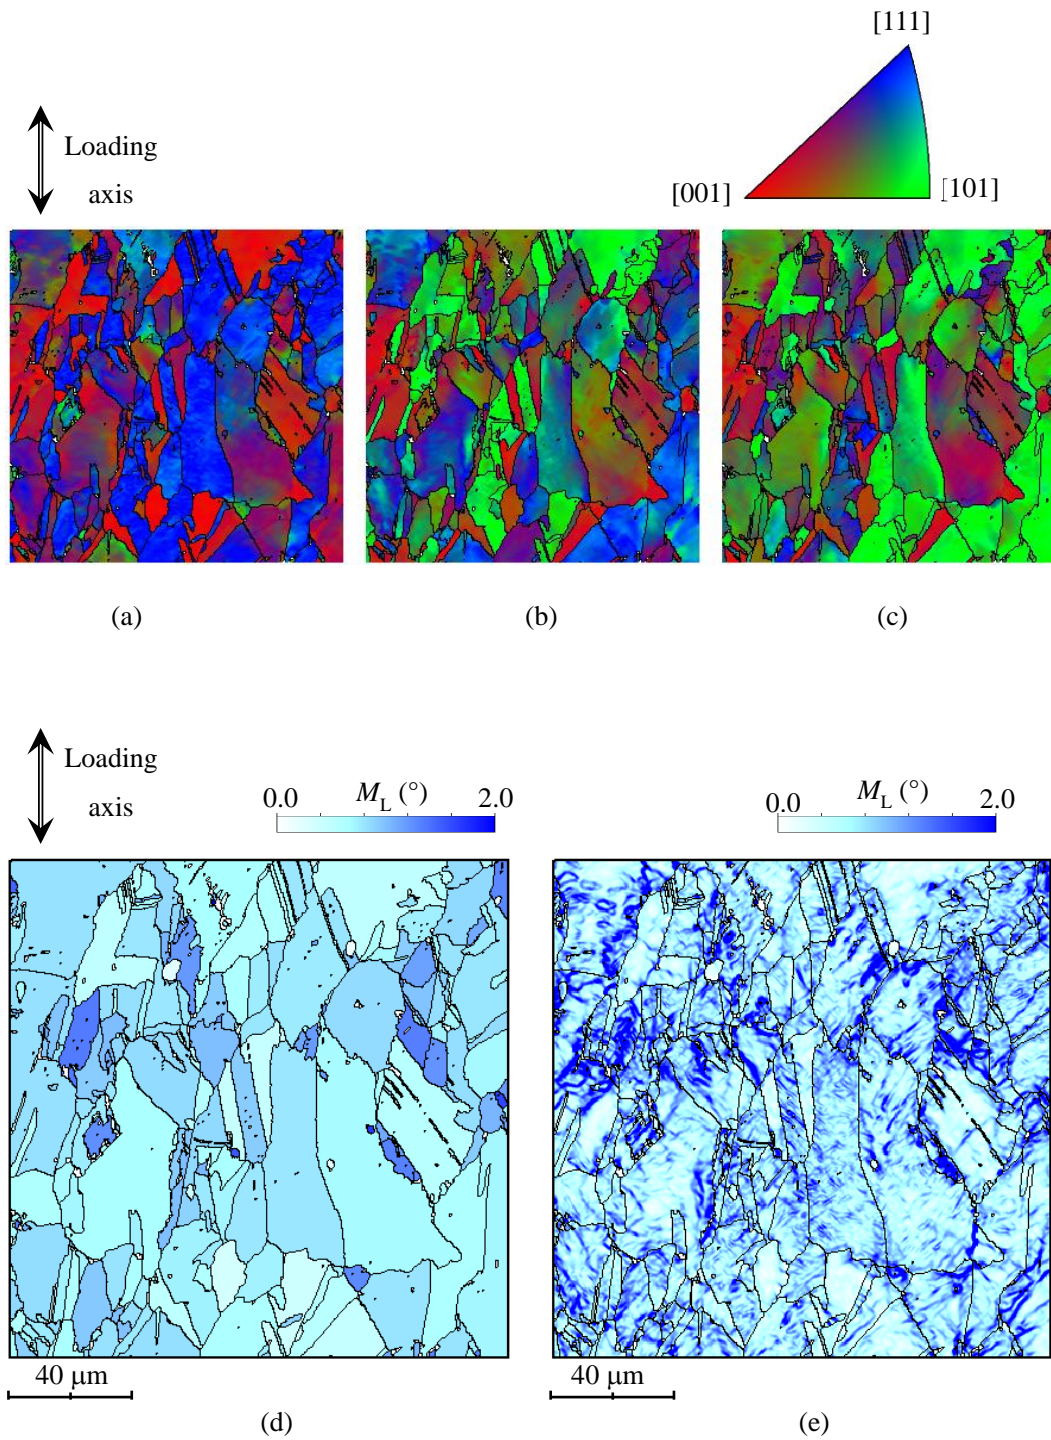 [111]
Loading
axis
[001]
[101]
(a)
(b)
(c)
Loading
axis
0.0 M_L (°) 2.0
0.0 M_L (°) 2.0
40 μm
40 μm
(d)
(e)